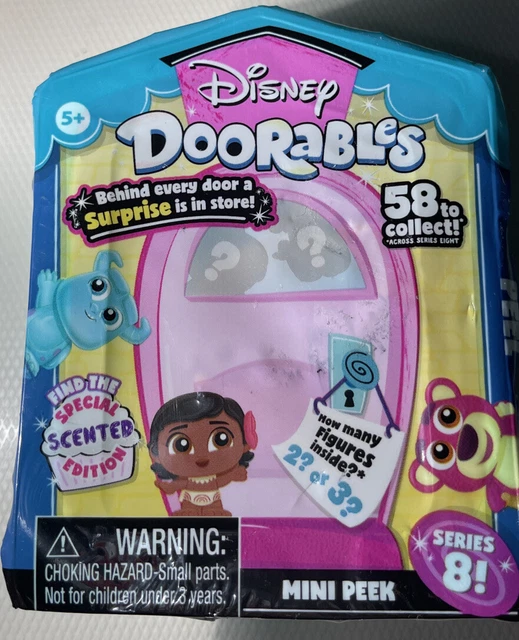 Disney
5+
DOORABLeS
Behind every door a
Surprise is in store!
58 to
collect!*
*ACROSS SERIES EIGHT
? ?
FIND THE
SPECIAL
SCENTED
EDITION
How many
Figures
inside?*
2? or 3?
WARNING:
CHOKING HAZARD-Small parts.
Not for children under 3 years.
MINI PEEK
SERIES
8!